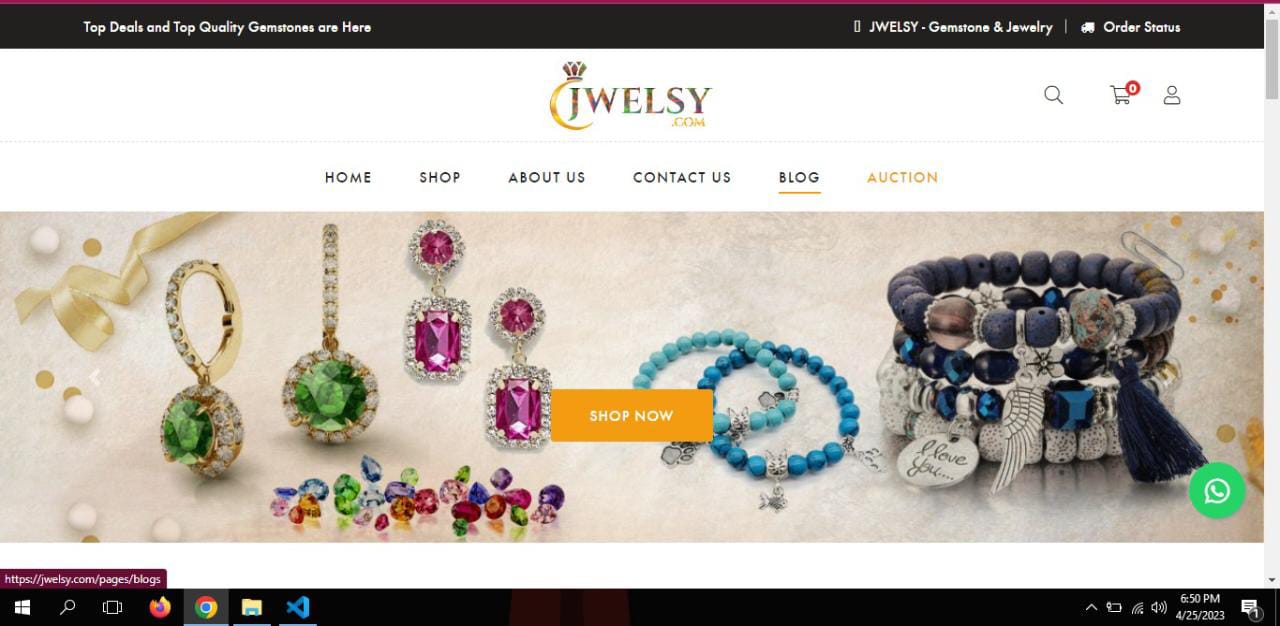 Top Deals and Top Quality Gemstones are Here
JWELSY - Gemstone & Jewelry | Order Status
JWELSY
.COM
0
HOME SHOP ABOUT US CONTACT US BLOG AUCTION
SHOP NOW
I love
you....
https://jwelsy.com/pages/blogs
6:50 PM
4/25/2023
1